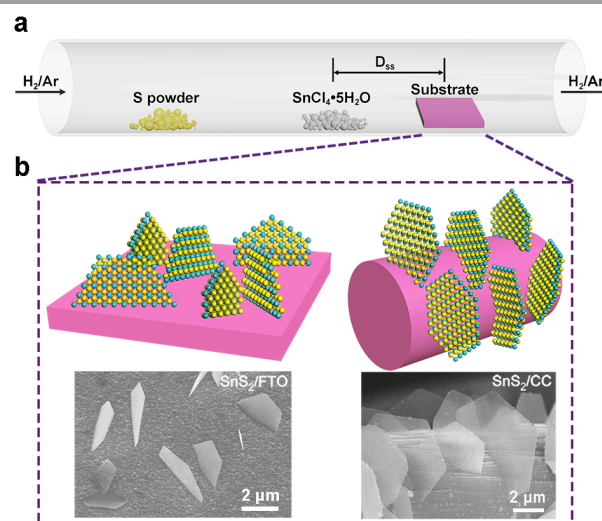 a
H₂/Ar
S powder
SnCl₄•5H₂O
Dss
Substrate
H₂/Ar
b
SnS₂/FTO
2 μm
SnS₂/CC
2 μm